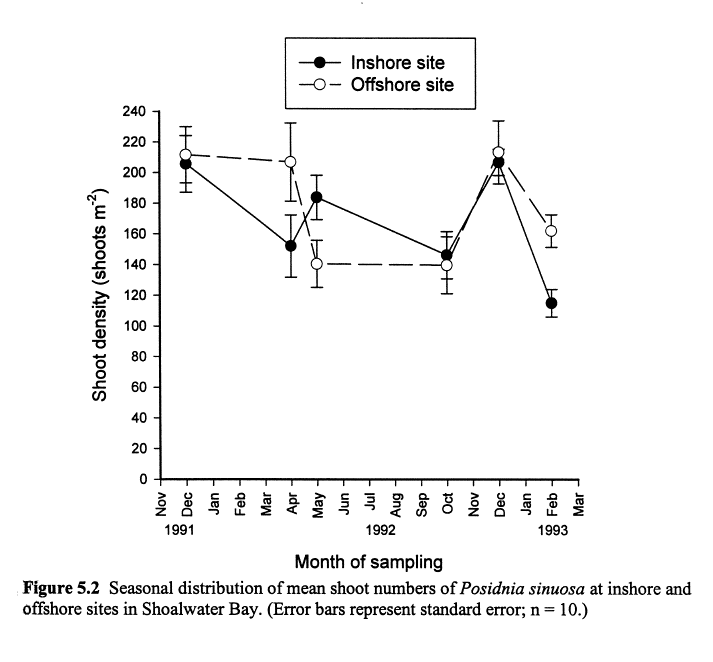 Inshore site
Offshore site
240
220
200
180
160
140
120
100
80
60
40
20
0
Shoot density (shoots m-2)
Nov Dec Jan Feb Mar Apr May Jun Jul Aug Sep Oct Nov Dec Jan Feb Mar
1991 1992 1993
Month of sampling
Figure 5.2 Seasonal distribution of mean shoot numbers of Posidnia sinuosa at inshore and
offshore sites in Shoalwater Bay. (Error bars represent standard error; n = 10.)